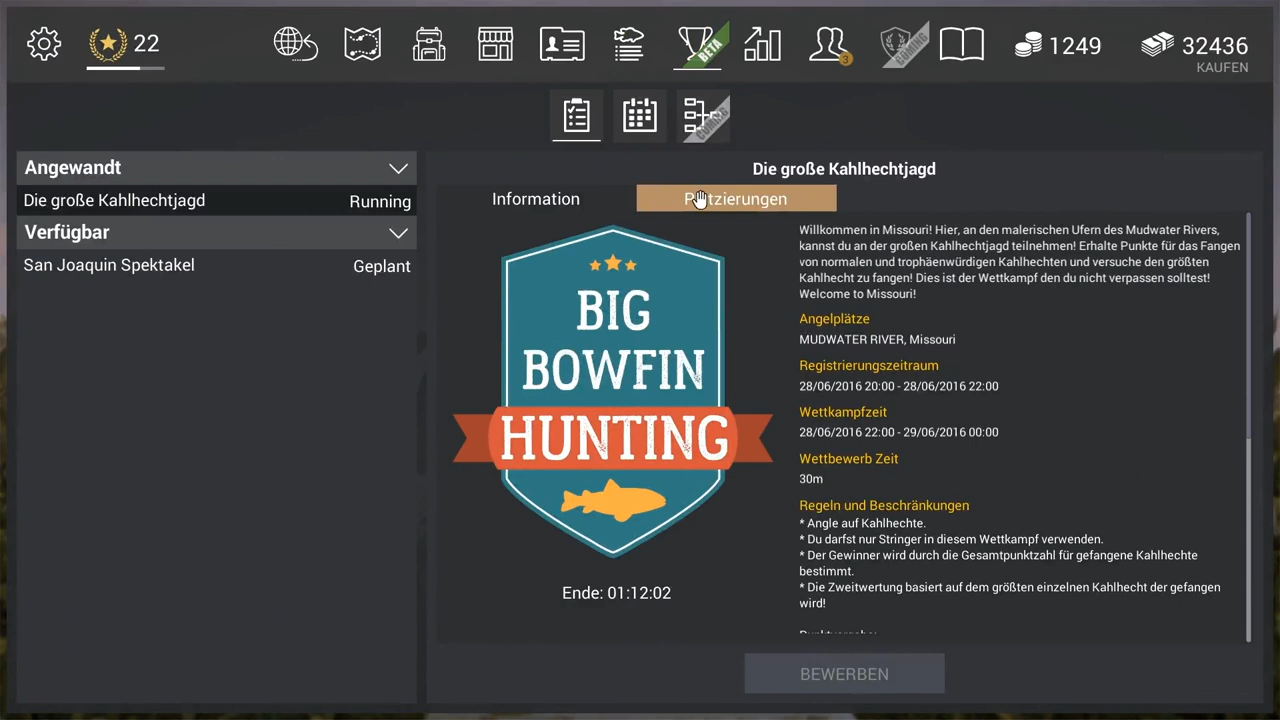 22
BETA
3
COMING
1249
32436
KAUFEN
COMING
Angewandt
Die große Kahlhechtjagd Running
Verfügbar
San Joaquin Spektakel Geplant
Die große Kahlhechtjagd
Information
BIG
BOWFIN
HUNTING
Ende: 01:12:02
Willkommen in Missouri! Hier, an den malerischen Ufern des Mudwater Rivers,
kannst du an der großen Kahlhechtjagd teilnehmen! Erhalte Punkte für das Fangen
von normalen und trophäenwürdigen Kahlhechten und versuche den größten
Kahlhecht zu fangen! Dies ist der Wettkampf den du nicht verpassen solltest!
Welcome to Missouri!
Angelplätze
MUDWATER RIVER, Missouri
Registrierungszeitraum
28/06/2016 20:00 - 28/06/2016 22:00
Wettkampfzeit
28/06/2016 22:00 - 29/06/2016 00:00
Wettbewerb Zeit
30m
Regeln und Beschränkungen
* Angle auf Kahlhechte.
* Du darfst nur Stringer in diesem Wettkampf verwenden.
* Der Gewinner wird durch die Gesamtpunktzahl für gefangene Kahlhechte
bestimmt.
* Die Zweitwertung basiert auf dem größten einzelnen Kahlhecht der gefangen
wird!
BEWERBEN